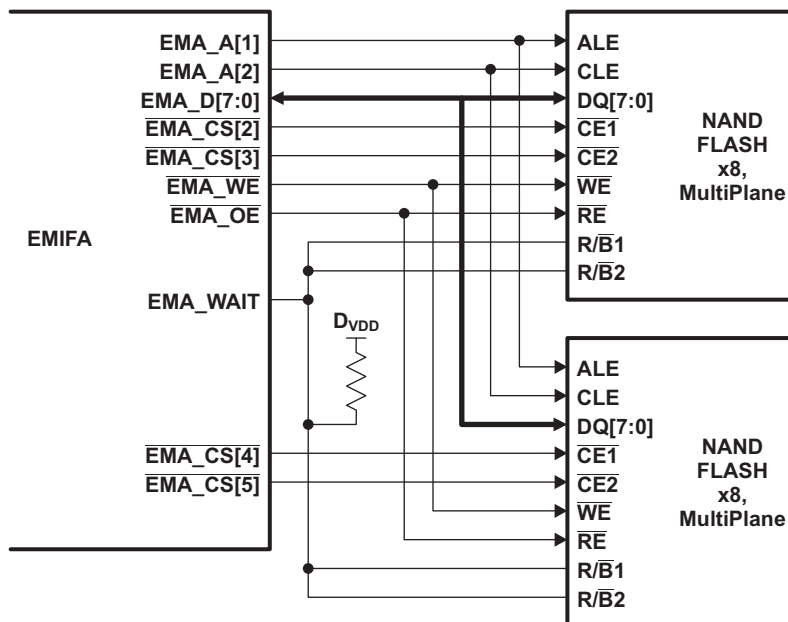 EMIFA
EMA_A[1]
EMA_A[2]
EMA_D[7:0]
EMA_CS[2]
EMA_CS[3]
EMA_WE
EMA_OE
EMA_WAIT
EMA_CS[4]
EMA_CS[5]
DVDD
ALE
CLE
DQ[7:0]
CE1
CE2
WE
RE
R/B1
R/B2
NAND
FLASH
x8,
MultiPlane
ALE
CLE
DQ[7:0]
CE1
CE2
WE
RE
R/B1
R/B2
NAND
FLASH
x8,
MultiPlane